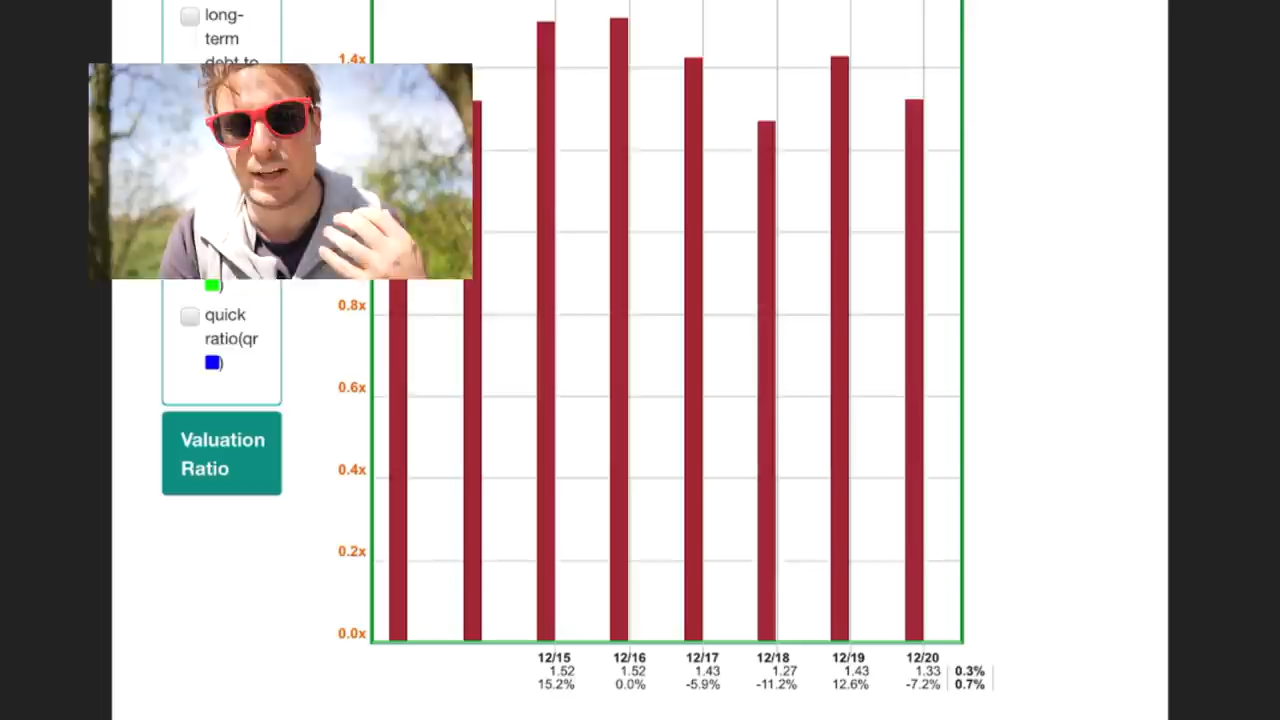 long-
term
debt to
)
quick
ratio(qr
)
Valuation
Ratio
1.4x
0.8x
0.6x
0.4x
0.2x
0.0x
12/15 12/16 12/17 12/18 12/19 12/20
1.52 1.52 1.43 1.27 1.43 1.33 0.3%
15.2% 0.0% -5.9% -11.2% 12.6% -7.2% 0.7%